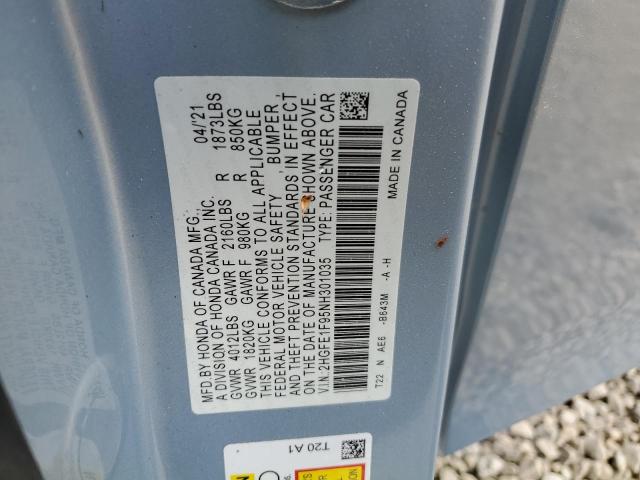 MFD.BY HONDA OF CANADA MFG. 04/21
A DIVISION OF HONDA CANADA INC.
GVWR 4012LBS GAWR F 2160LBS R 1873LBS
GVWR 1820KG GAWR F 980KG R 850KG
THIS VEHICLE CONFORMS TO ALL APPLICABLE
FEDERAL MOTOR VEHICLE SAFETY, BUMPER,
AND THEFT PREVENTION STANDARDS IN EFFECT
ON THE DATE OF MANUFACTURE SHOWN ABOVE.
V.I.N.:2HGFE1F95NH301035 TYPE:PASSENGER CAR
T22 N AE6 -B643M -A -H
MADE IN CANADA
T20 A1